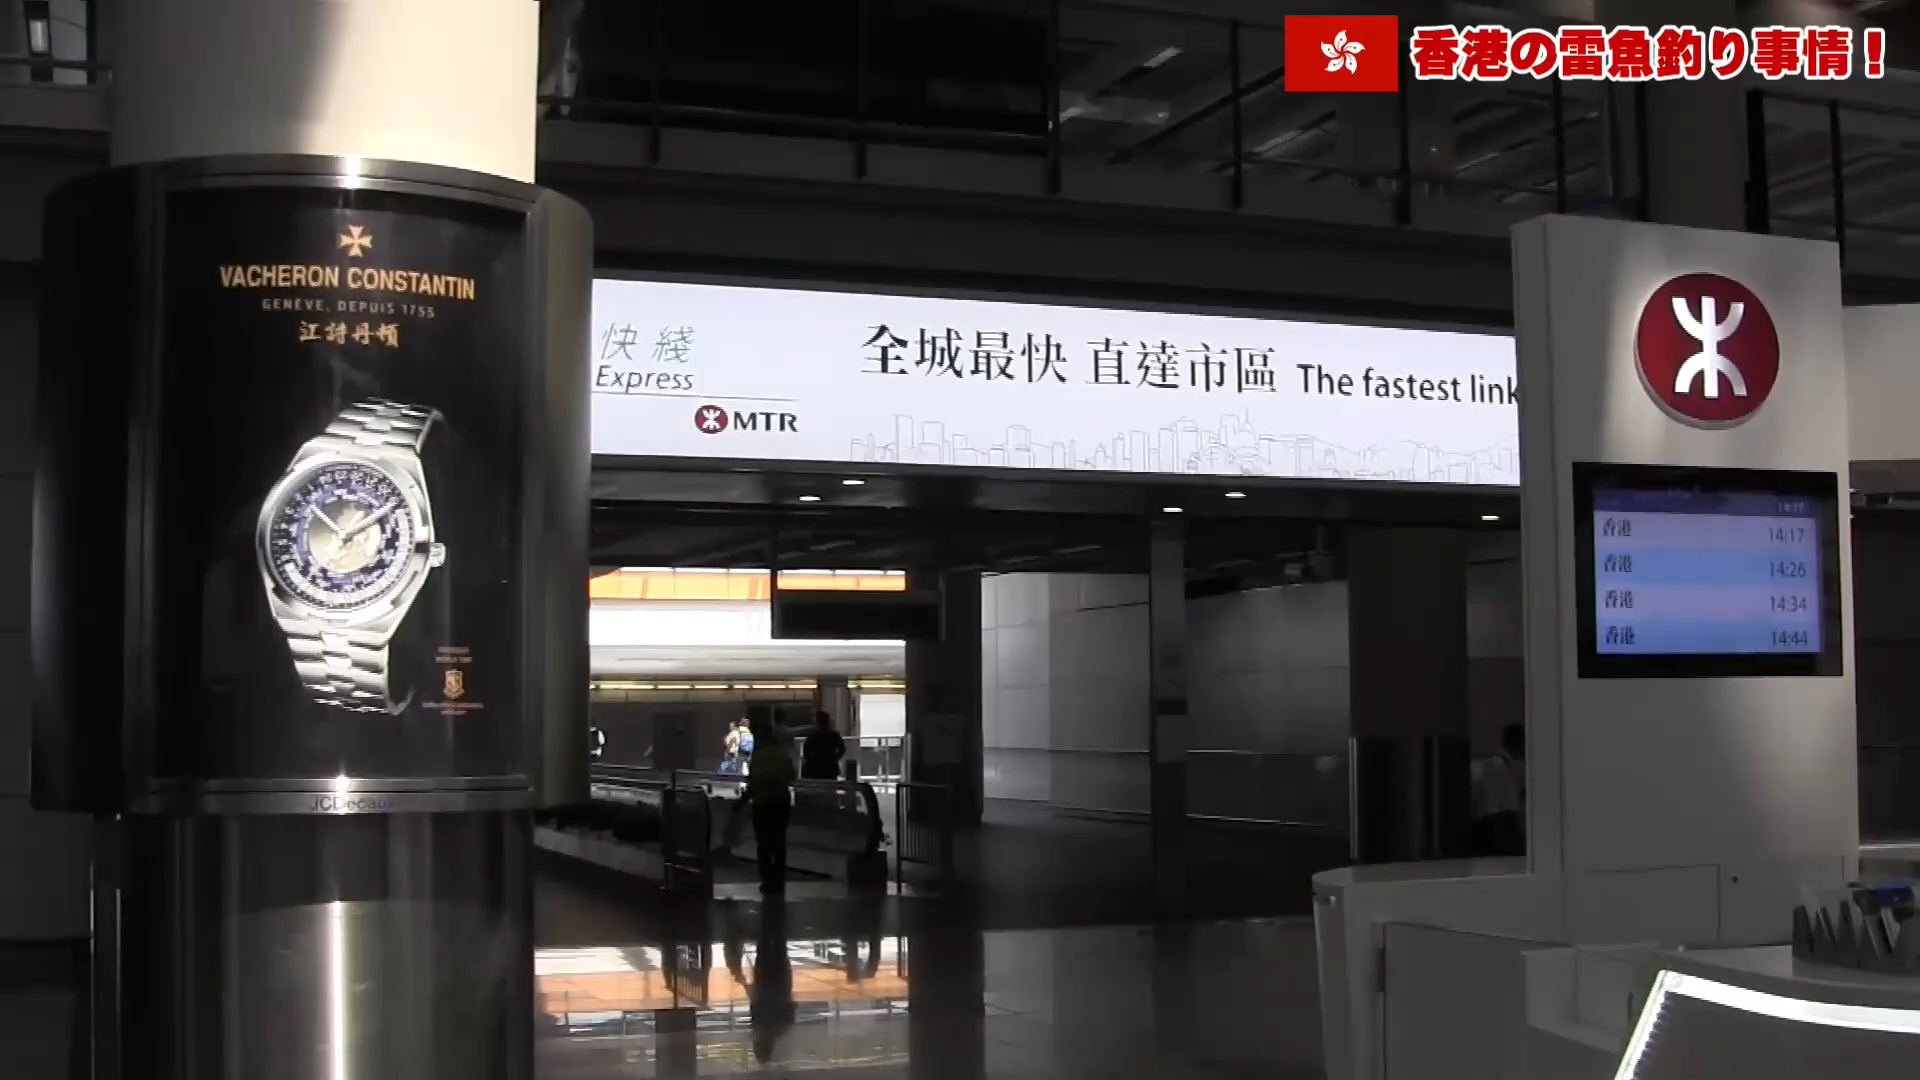 香港の雷魚釣り事情！
VACHERON CONSTANTIN
GENÈVE, DEPUIS 1755
江詩丹頓
快綫
Express
MTR
全城最快 直達市區 The fastest link
14:17
香港 14:17
香港 14:26
香港 14:34
香港 14:44
JCDecaux